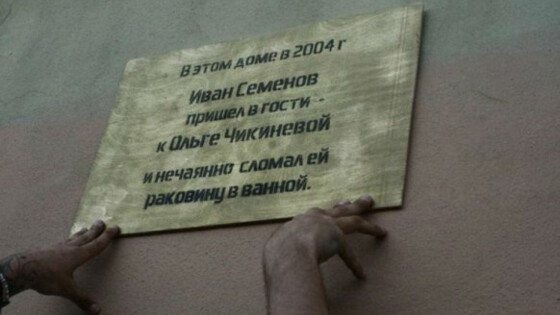 В этом доме в 2004 г
Иван Семенов
пришел в гости -
к Ольге Чикиневой
и нечаянно сломал ей
раковину в ванной.